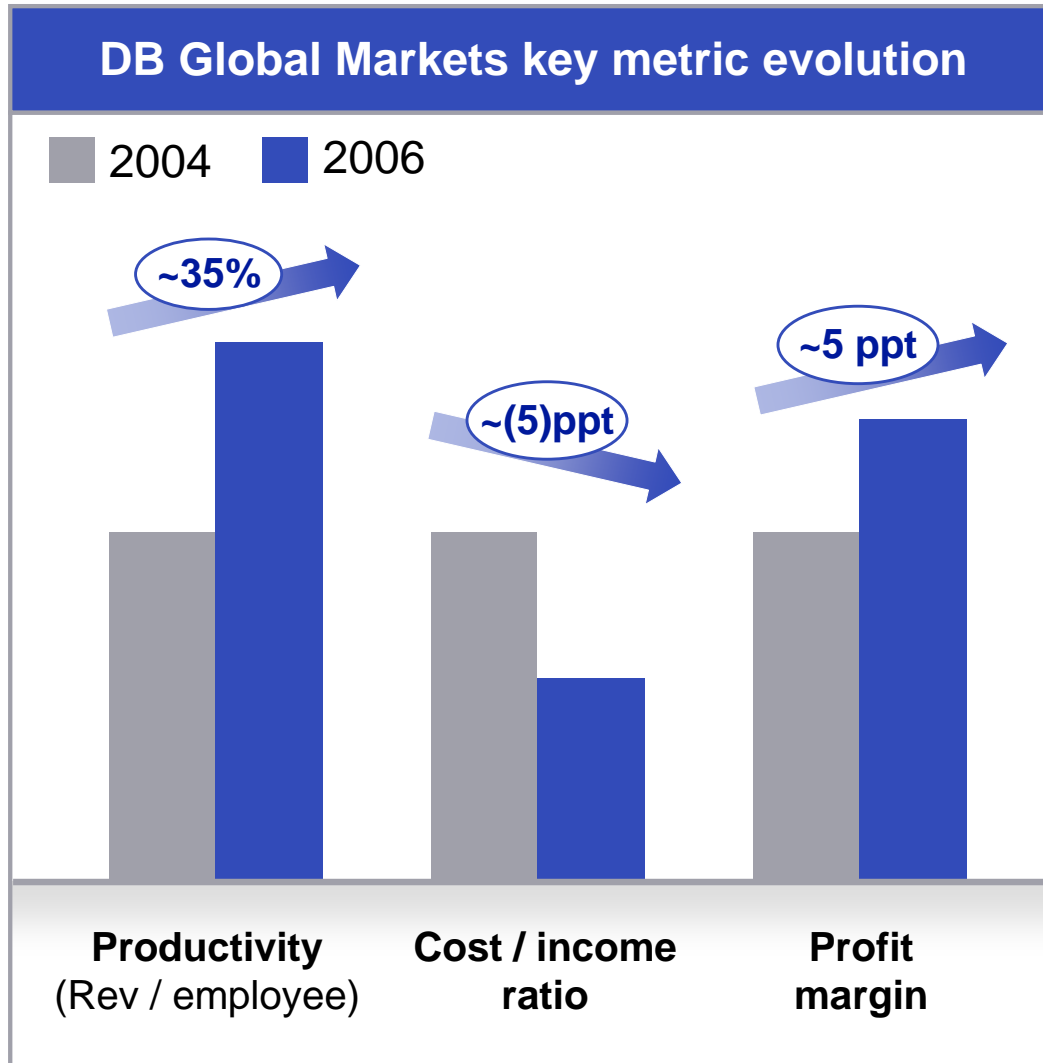 DB Global Markets key metric evolution
2004 2006
~35%
~(5)ppt
~5 ppt
Productivity
(Rev / employee)
Cost / income
ratio
Profit
margin